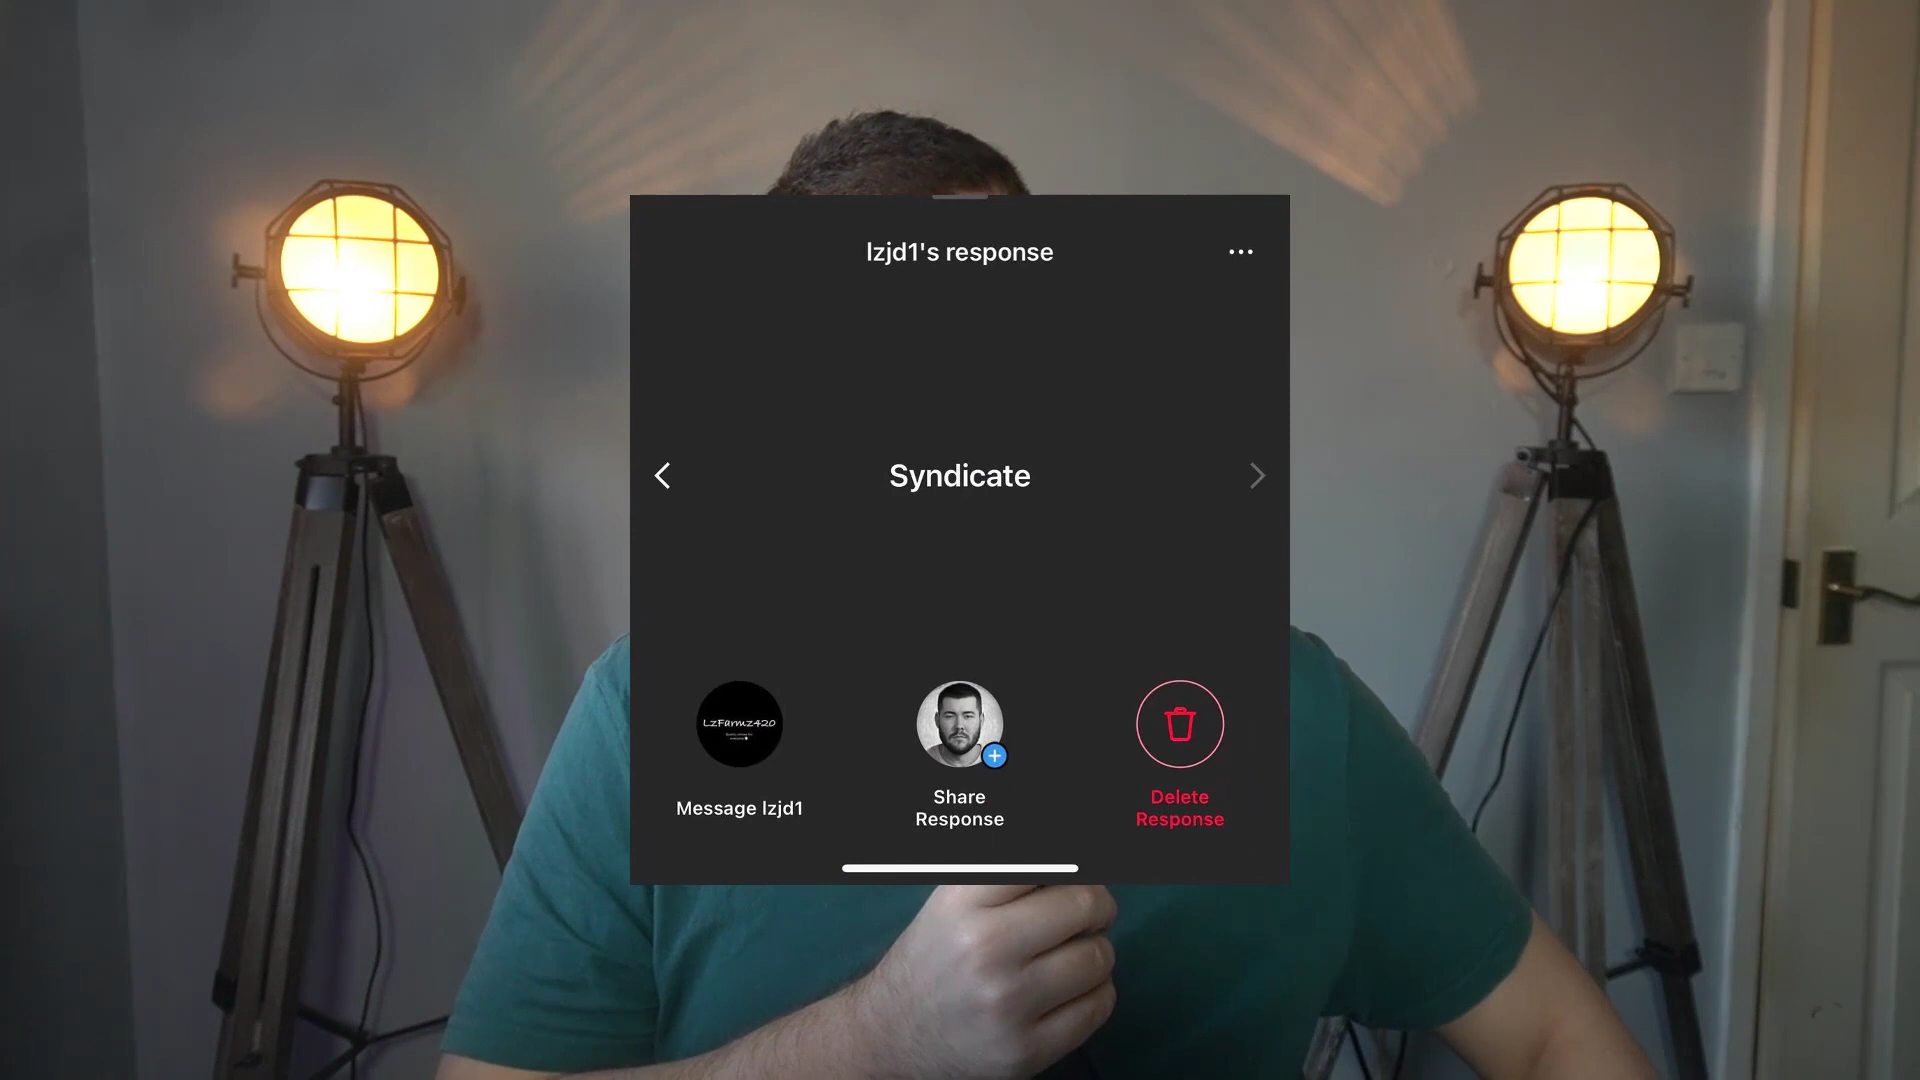 lzjd1's response
Syndicate
LzFarmz420
Message lzjd1
Share
Response
Delete
Response